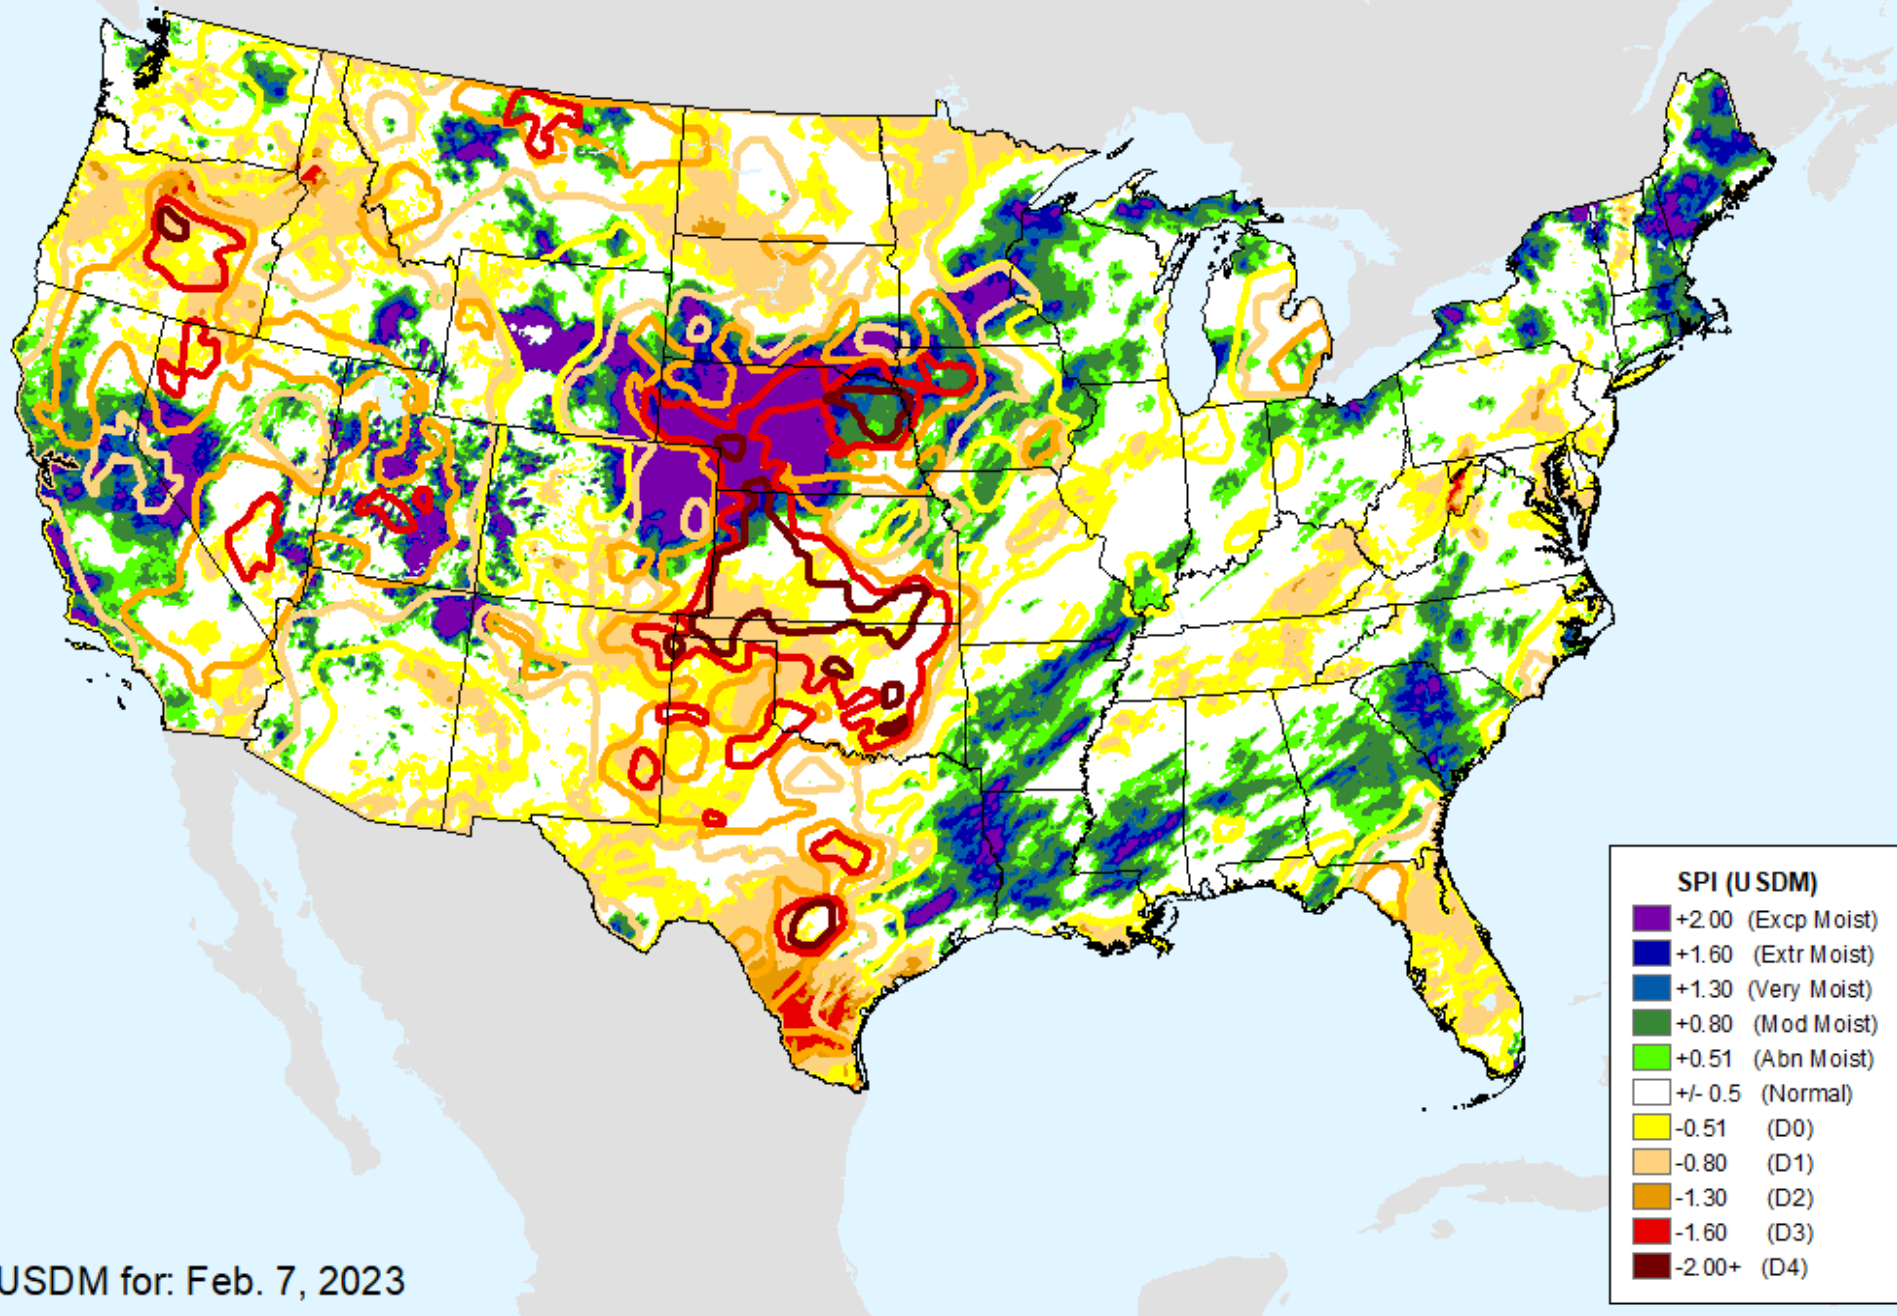 SPI (USDM)
+2.00 (Excp Moist)
+1.60 (Extr Moist)
+1.30 (Very Moist)
+0.80 (Mod Moist)
+0.51 (Abn Moist)
+/- 0.5 (Normal)
-0.51 (D0)
-0.80 (D1)
-1.30 (D2)
-1.60 (D3)
-2.00+ (D4)
USDM for: Feb. 7, 2023